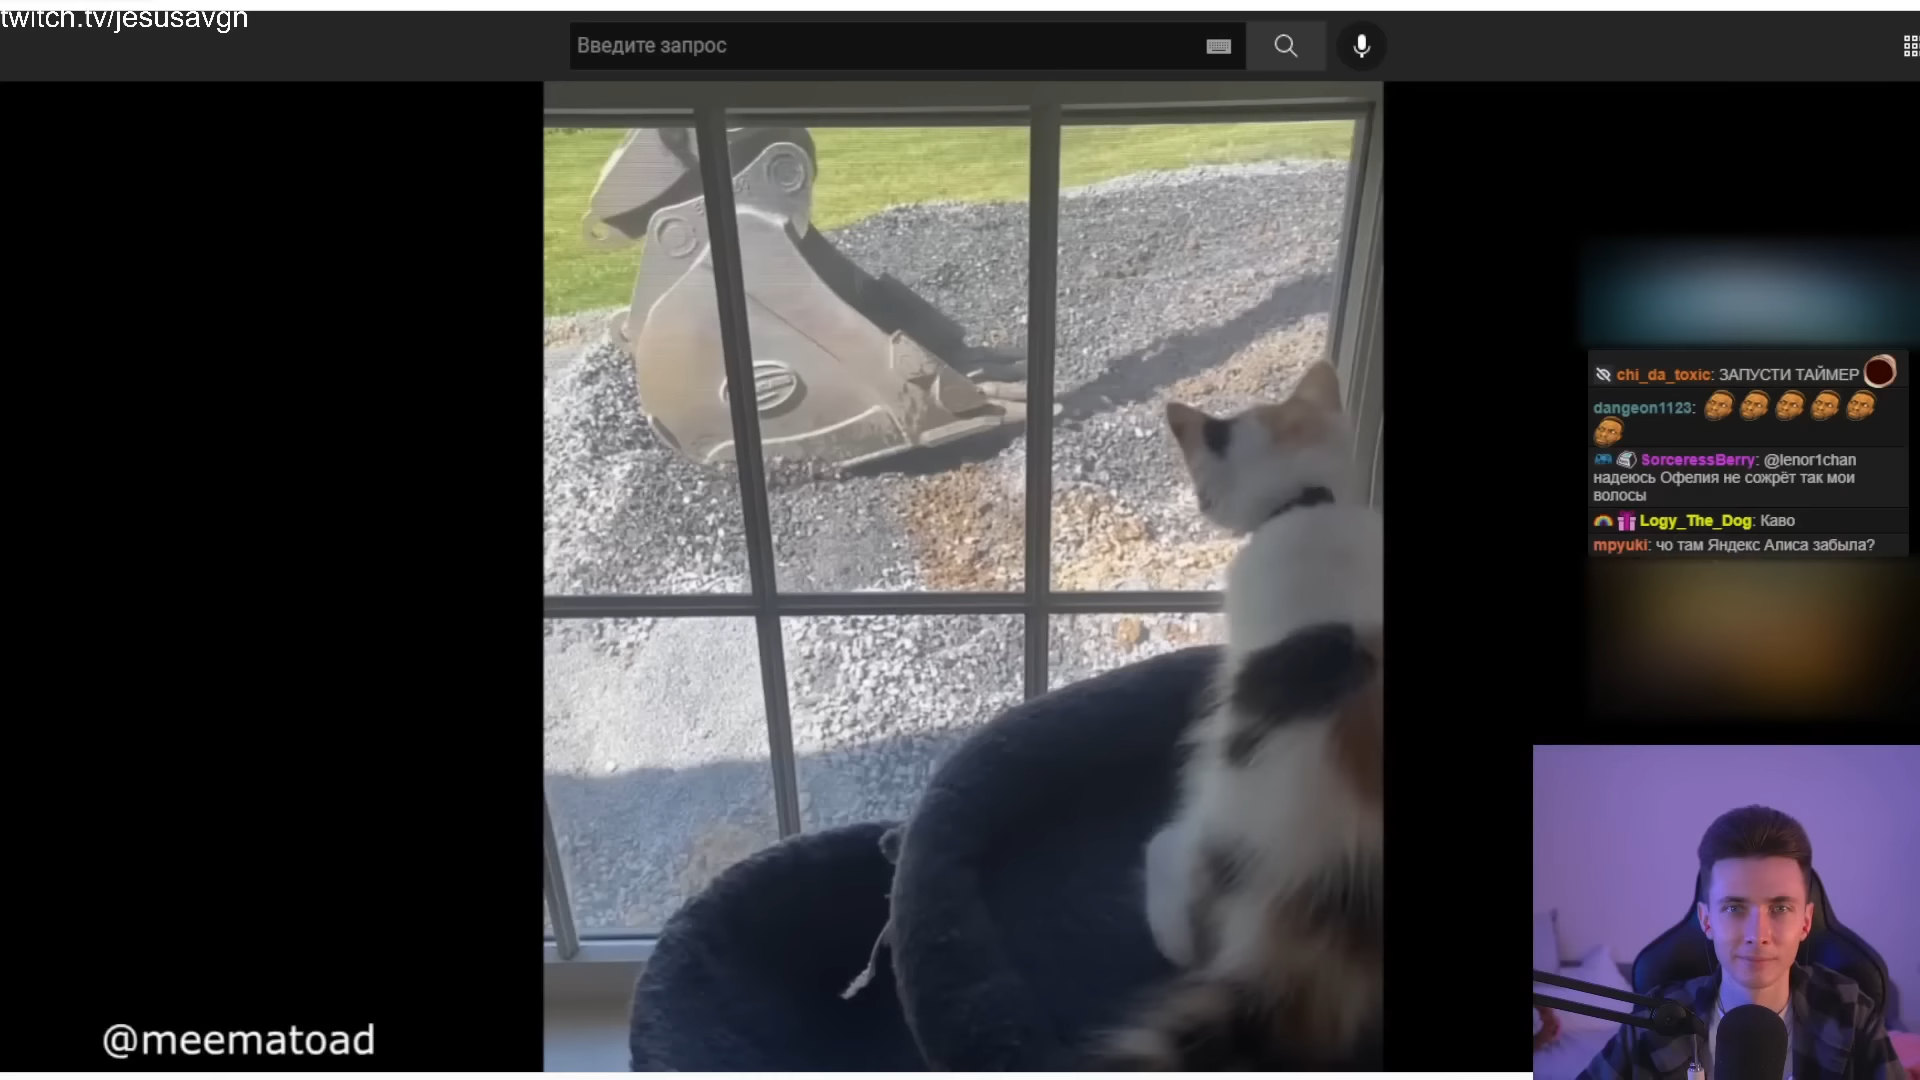 twitch.tv/jesusavgn
Введите запрос
chi_da_toxic: ЗАПУСТИ ТАЙМЕР
dangeon1123:
SorceressBerry: @lenor1chan
надеюсь Офелия не сожрёт так мои
волосы
Logy_The_Dog: Каво
mpyuki: чо там Яндекс Алиса забыла?
@meematoad